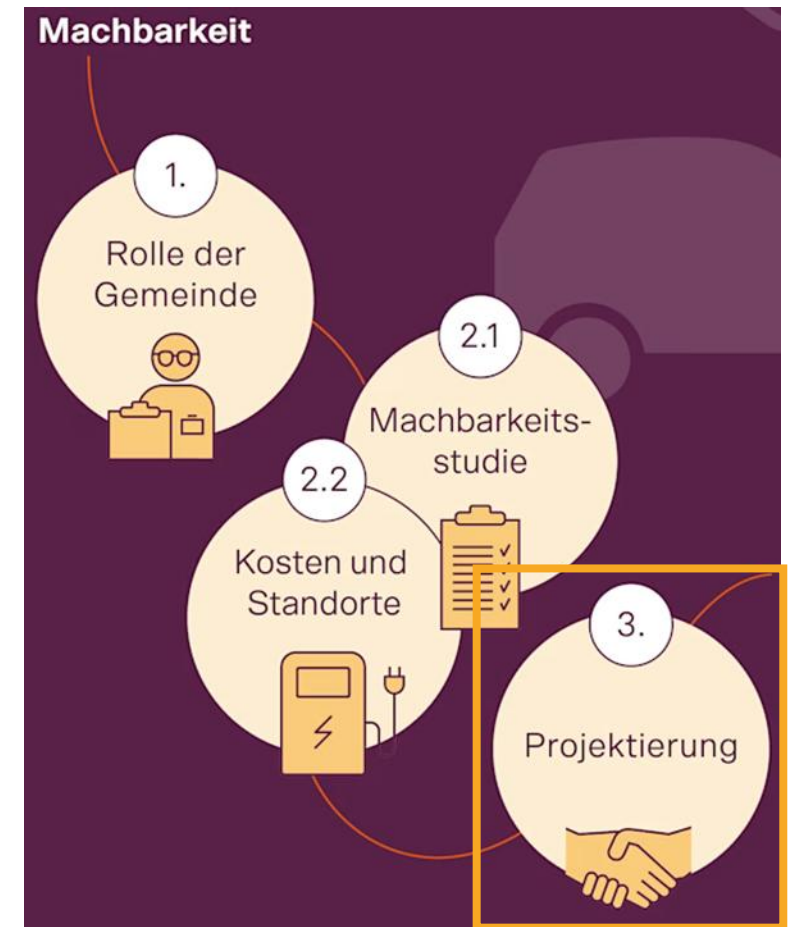 Machbarkeit
1.
Rolle der
Gemeinde
2.1
Machbarkeits-
studie
2.2
Kosten und
Standorte
3.
Projektierung